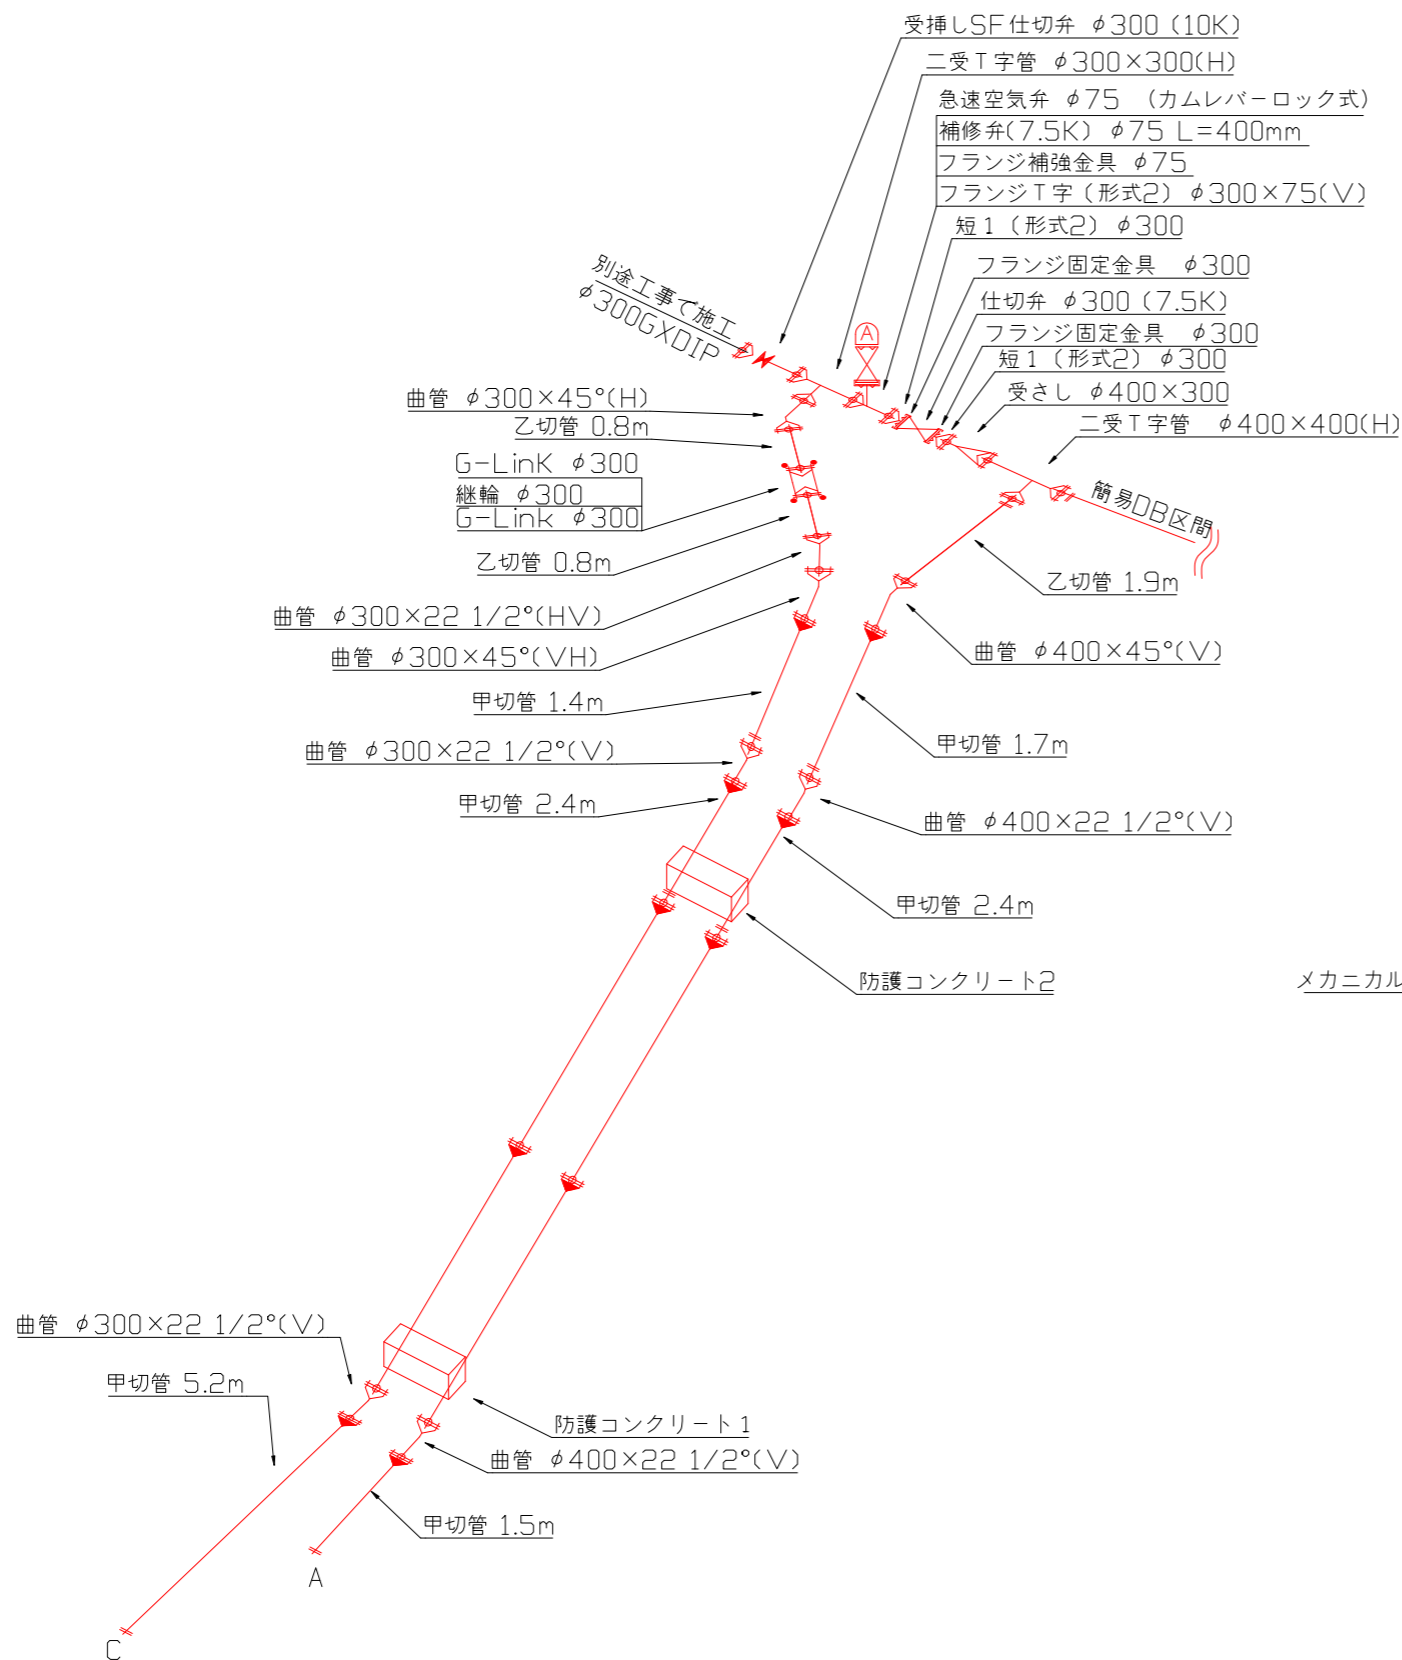 受挿しSF仕切弁 φ300 (10K)
二受T字管 φ300×300(H)
急速空気弁 φ75 (カムレバーロック式)
補修弁(7.5K) φ75 L=400mm
フランジ補強金具 φ75
フランジT字(形式2) φ300×75(V)
短1(形式2) φ300
フランジ固定金具 φ300
仕切弁 φ300 (7.5K)
フランジ固定金具 φ300
短1(形式2) φ300
受さし φ400×300
二受T字管 φ400×400(H)
別途工事で施工
φ300GXDIP
A
簡易DB区間
曲管 φ300×45°(H)
乙切管 0.8m
G-LinK φ300
継輪 φ300
G-Link φ300
乙切管 0.8m
曲管 φ300×22 1/2°(HV)
曲管 φ300×45°(VH)
甲切管 1.4m
曲管 φ300×22 1/2°(V)
甲切管 2.4m
乙切管 1.9m
曲管 φ400×45°(V)
甲切管 1.7m
曲管 φ400×22 1/2°(V)
甲切管 2.4m
防護コンクリート2
メカニカル
曲管 φ300×22 1/2°(V)
甲切管 5.2m
防護コンクリート1
曲管 φ400×22 1/2°(V)
甲切管 1.5m
A
C